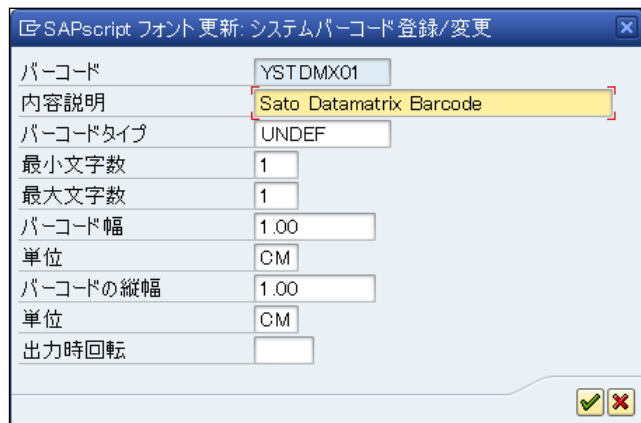 SAPscript フォント更新: システムバーコード登録/変更
バーコード YSTDMX01
内容説明 Sato Datamatrix Barcode
バーコードタイプ UNDEF
最小文字数 1
最大文字数 1
バーコード幅 1.00
単位 CM
バーコードの縦幅 1.00
単位 CM
出力時回転